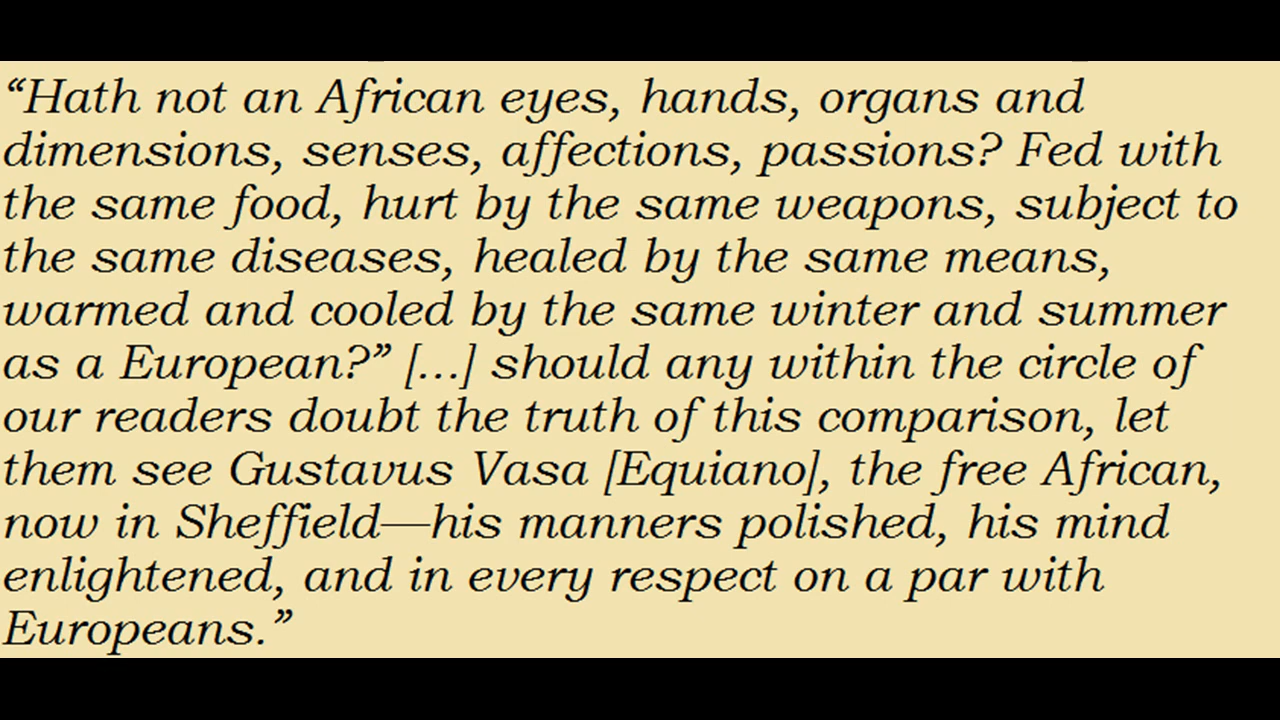 “Hath not an African eyes, hands, organs and
dimensions, senses, affections, passions? Fed with
the same food, hurt by the same weapons, subject to
the same diseases, healed by the same means,
warmed and cooled by the same winter and summer
as a European?” [...] should any within the circle of
our readers doubt the truth of this comparison, let
them see Gustavus Vasa [Equiano], the free African,
now in Sheffield—his manners polished, his mind
enlightened, and in every respect on a par with
Europeans.”